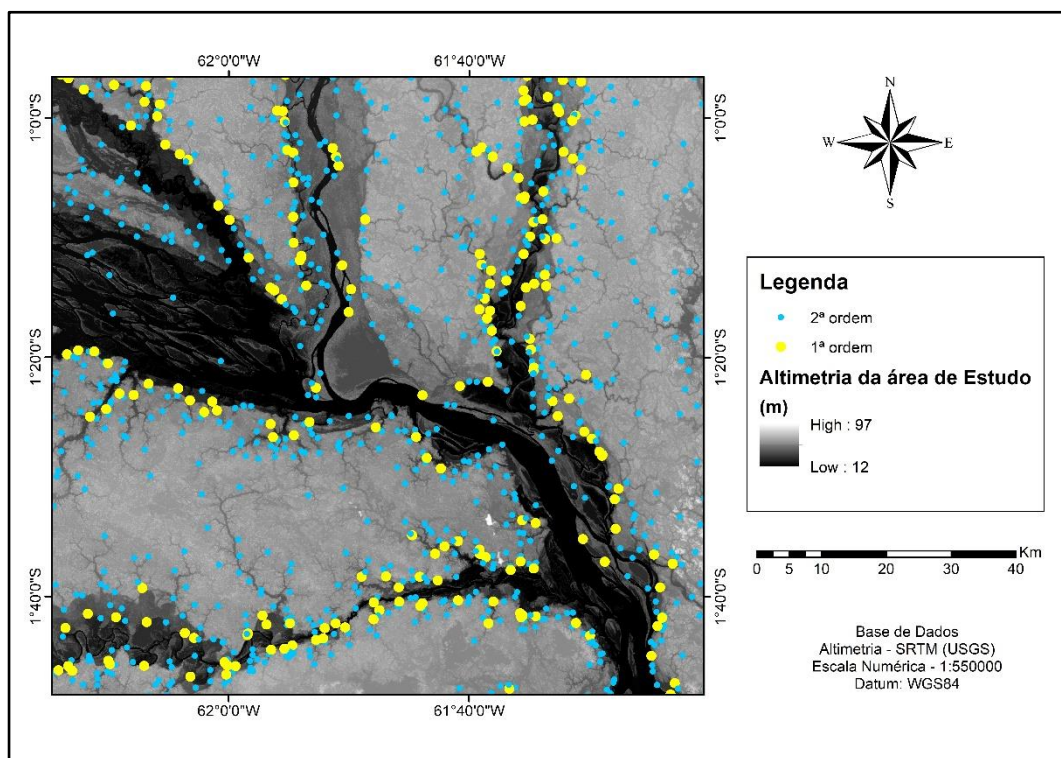 62°0'0"W
61°40'0"W
1°0'0"S
1°0'0"S
1°20'0"S
1°20'0"S
1°40'0"S
1°40'0"S
62°0'0"W
61°40'0"W
N
W
E
S
Legenda
2ª ordem
1ª ordem
Altimetria da área de Estudo
(m)
High : 97
Low : 12
Km
0 5 10 20 30 40
Base de Dados
Altimetria - SRTM (USGS)
Escala Numérica - 1:550000
Datum: WGS84